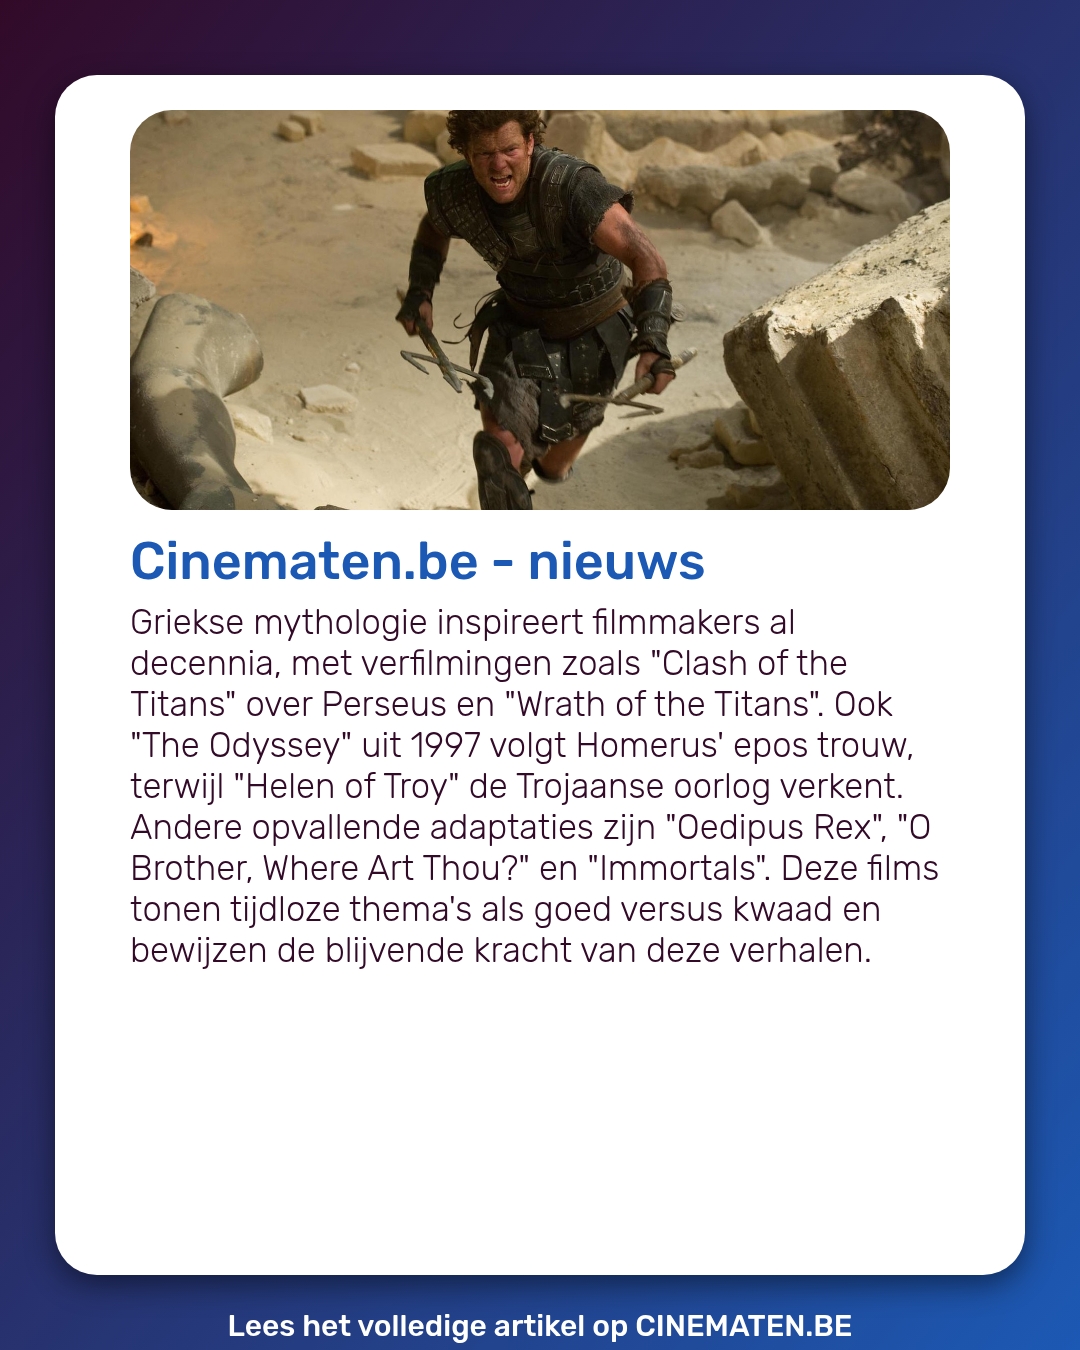 Cinematen.be - nieuws
Griekse mythologie inspireert filmmakers al
decennia, met verfilmingen zoals "Clash of the
Titans" over Perseus en "Wrath of the Titans". Ook
"The Odyssey" uit 1997 volgt Homerus' epos trouw,
terwijl "Helen of Troy" de Trojaanse oorlog verkent.
Andere opvallende adaptaties zijn "Oedipus Rex", "O
Brother, Where Art Thou?" en "Immortals". Deze films
tonen tijdloze thema's als goed versus kwaad en
bewijzen de blijvende kracht van deze verhalen.
Lees het volledige artikel op CINEMATEN.BE